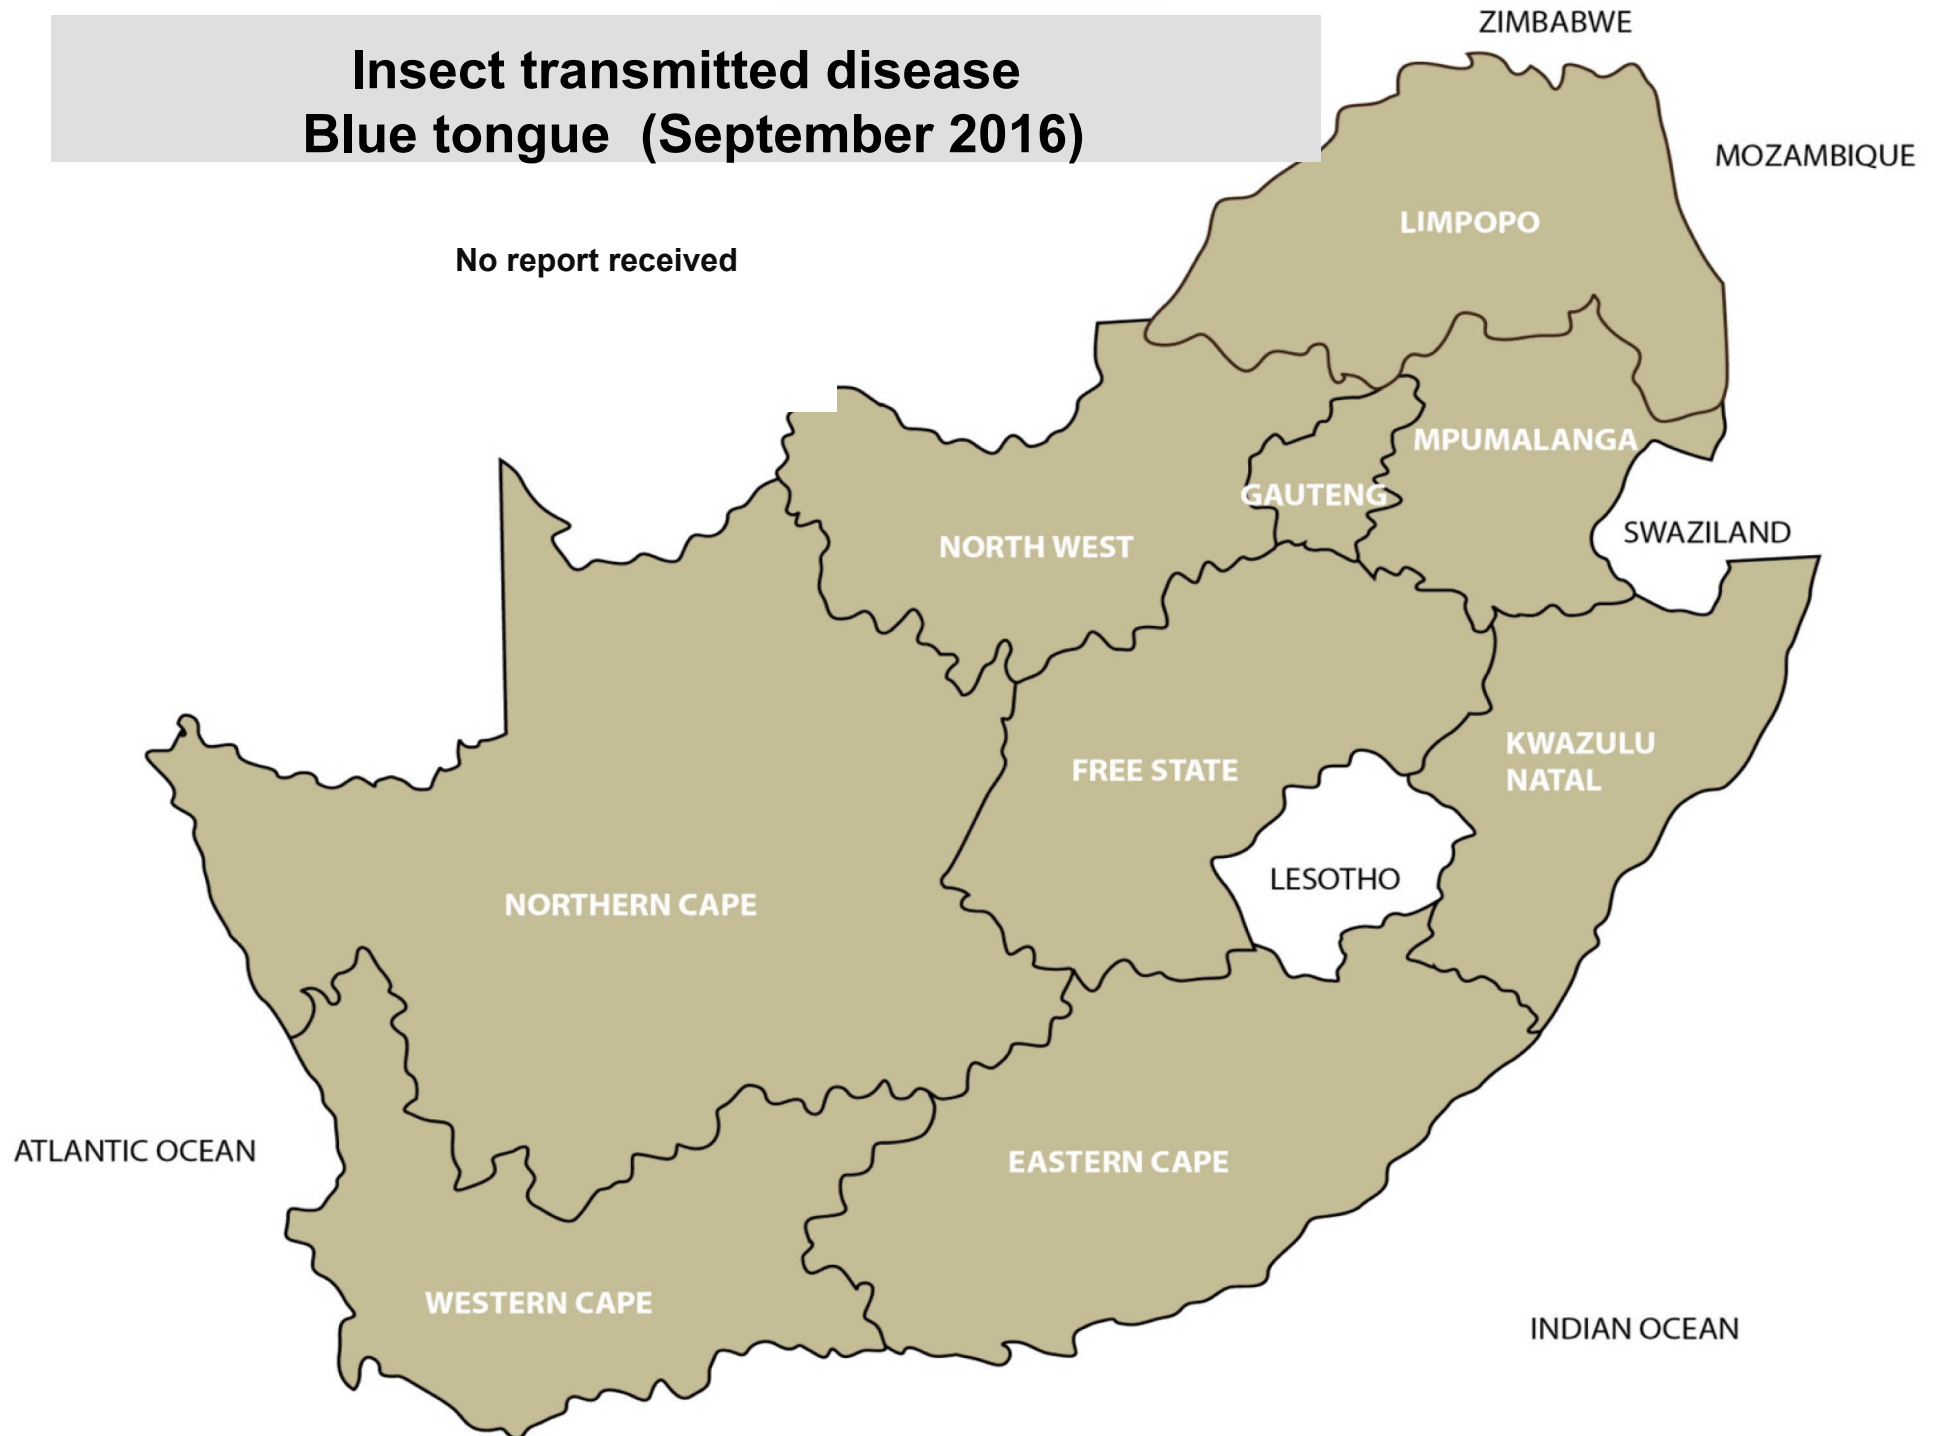 ZIMBABWE
Insect transmitted disease
Blue tongue (September 2016)
MOZAMBIQUE
LIMPOPO
No report received
MPUMALANGA
GAUTENG
SWAZILAND
NORTH WEST
KWAZULU
NATAL
FREE STATE
LESOTHO
NORTHERN CAPE
ATLANTIC OCEAN
EASTERN CAPE
WESTERN CAPE
INDIAN OCEAN